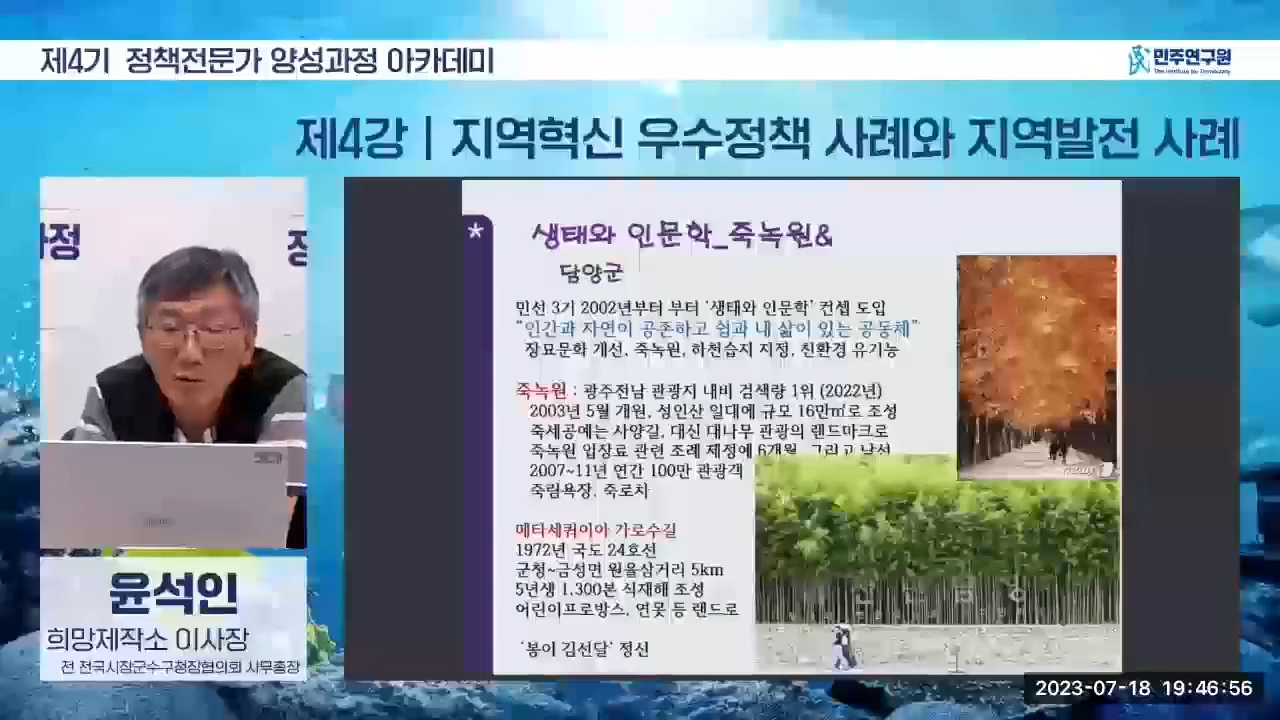 제4기 정책전문가 양성과정 아카데미
민주연구원
The Institute for Democracy
제4강 | 지역혁신 우수정책 사례와 지역발전 사례
정
* 생태와 인문학_죽녹원&
담양군
민선 3기 2002년부터 부터 '생태와 인문학' 컨셉 도입
"인간과 자연이 공존하고 쉼과 내 삶이 있는 공동체"
장묘문화 개선, 죽녹원, 하천습지 지정, 친환경 유기농
죽녹원 : 광주전남 관광지 내비 검색량 1위 (2022년)
2003년 5월 개원, 성인산 일대에 규모 16만㎡로 조성
죽세공예는 사양길, 대신 대나무 관광의 랜드마크로
죽녹원 입장료 관련 조례 제정에 6개월, 그리고
2007~11년 연간 100만 관광객
죽림욕장, 죽로차
메타세쿼이아 가로수길
1972년 국도 24호선
군청~금성면 원율삼거리 5km
5년생 1,300본 식재해 조성
어린이프로방스, 연못 등 랜드로
'봉이 김선달' 정신
윤석인
희망제작소 이사장
전 전국시장군수구청장협의회 사무총장
2023-07-18 19:46:56